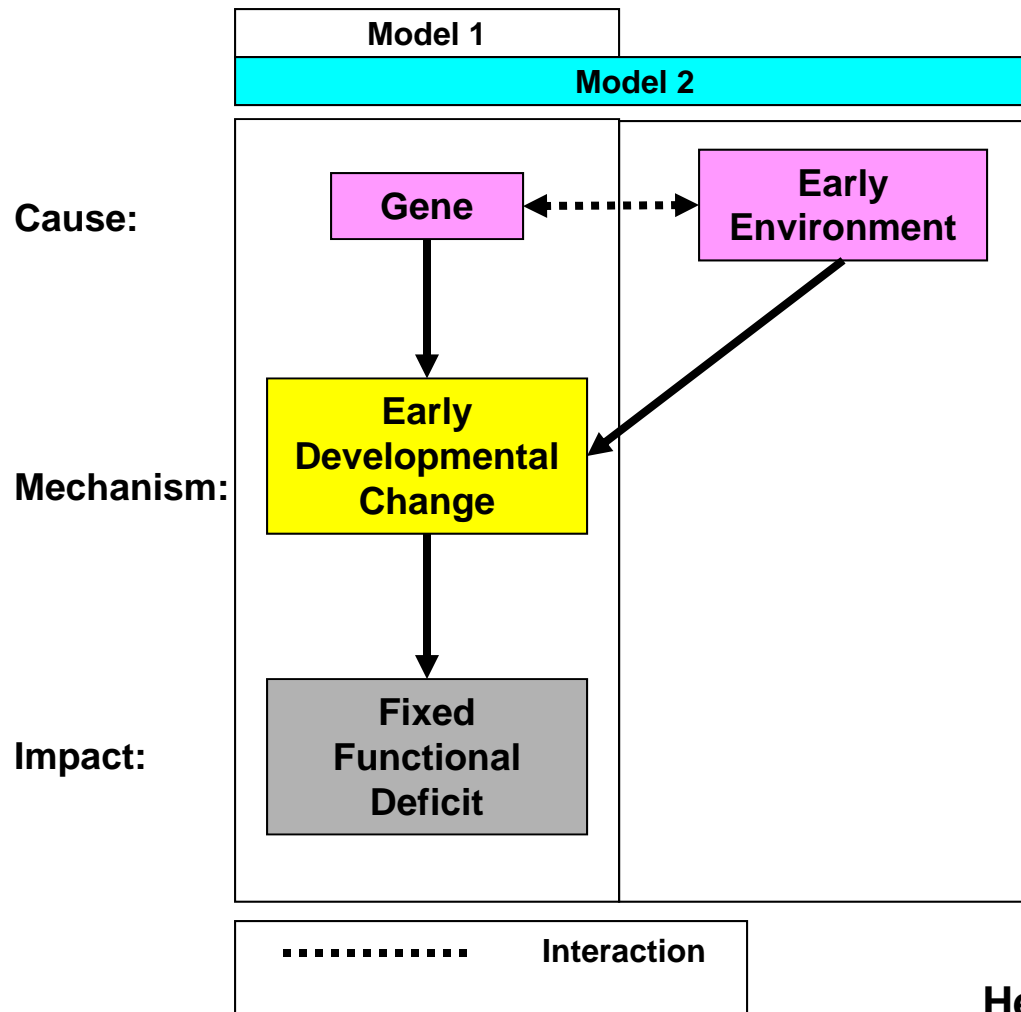 Model 1
Model 2
Cause:
Gene
Early
Environment
Mechanism:
Early
Developmental
Change
Impact:
Fixed
Functional
Deficit
Interaction